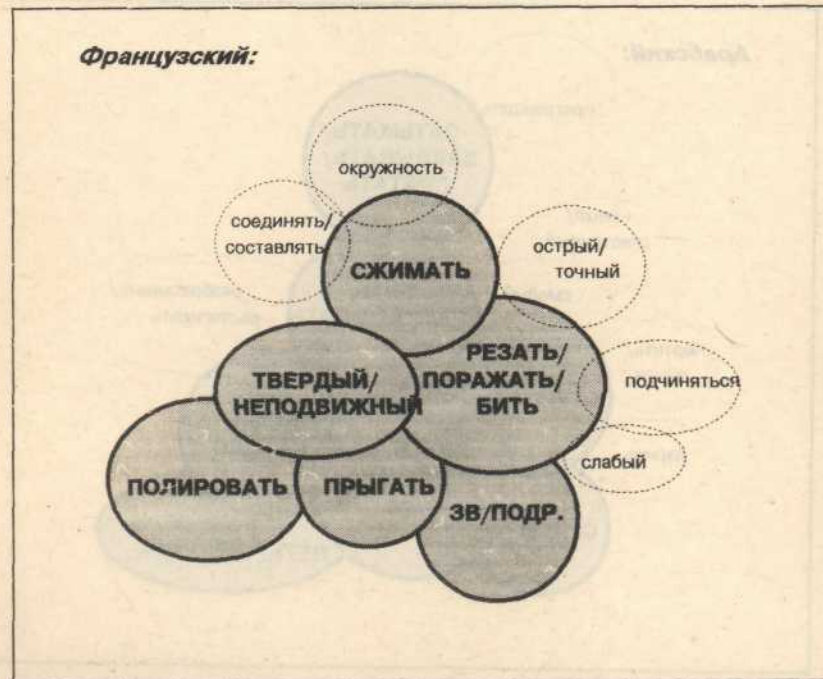 Французский:
окружность
соединять/
составлять
СЖИМАТЬ
острый/
точный
РЕЗАТЬ/
ПОРАЖАТЬ/
БИТЬ
ТВЕРДЫЙ/
НЕПОДВИЖНЫЙ
подчиняться
слабый
ПОЛИРОВАТЬ
ПРЫГАТЬ
ЗВ/ПОДР.